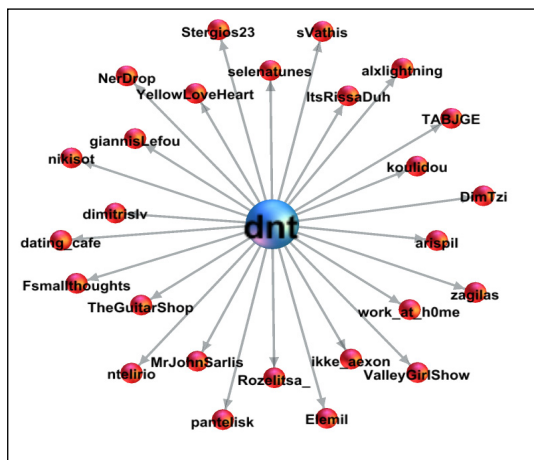 Stergios23
sVathis
NerDrop
selenatunes
alxlightning
YellowLoveHeart
ItsRissaDuh
TABJGE
giannisLefou
nikisot
koulidou
DimTzi
dimitrislv
dnt
dating_cafe
arispil
Fsmallthoughts
zagilas
TheGuitarShop
work_at_h0me
MrJohnSarlis
ikke_aexon
ntelirio
Rozelitsa_
ValleyGirlShow
pantelisk
Elemil